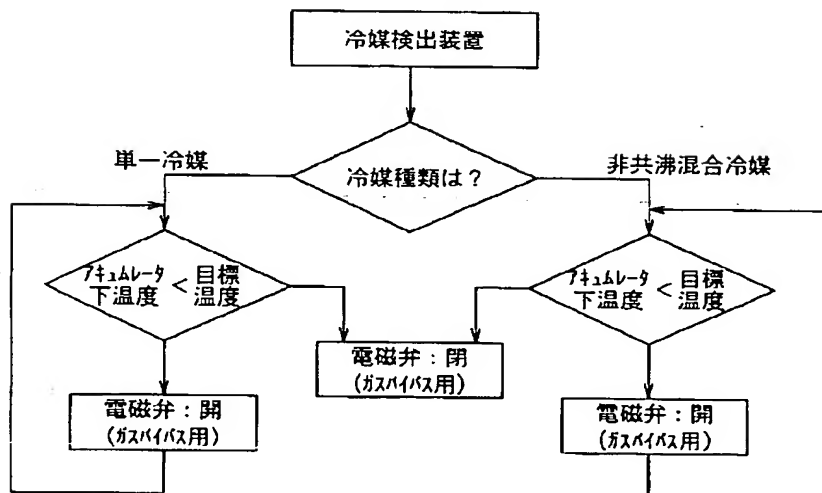 冷媒検出装置
冷媒種類は？
単一冷媒
非共沸混合冷媒
ｱｷｭﾑﾚｰﾀ
下温度 < 目標
温度
ｱｷｭﾑﾚｰﾀ
下温度 < 目標
温度
電磁弁：閉
(ｶﾞｽﾊﾞｲﾊﾟｽ用)
電磁弁：開
(ｶﾞｽﾊﾞｲﾊﾟｽ用)
電磁弁：開
(ｶﾞｽﾊﾞｲﾊﾟｽ用)